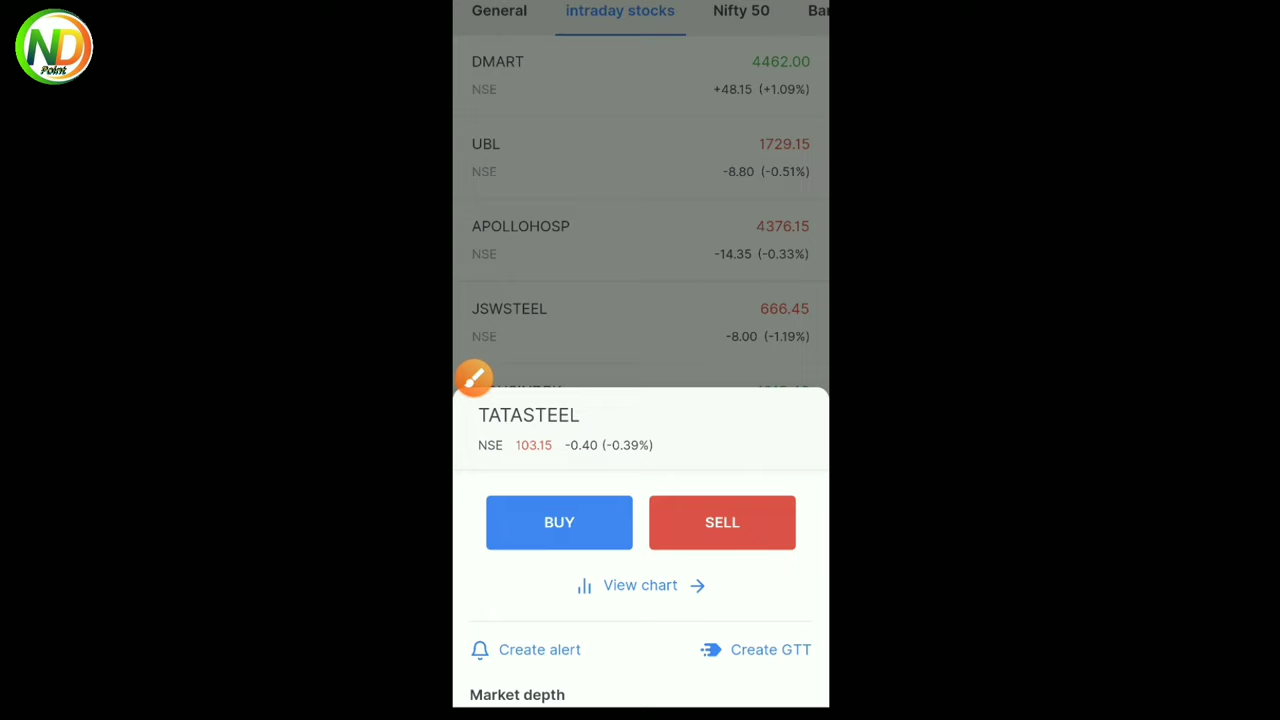 ND
Point
General intraday stocks Nifty 50
DMART 4462.00
NSE +48.15 (+1.09%)
UBL 1729.15
NSE -8.80 (-0.51%)
APOLLOHOSP 4376.15
NSE -14.35 (-0.33%)
JSWSTEEL 666.45
NSE -8.00 (-1.19%)
TATASTEEL
NSE 103.15 -0.40 (-0.39%)
BUY SELL
View chart
Create alert Create GTT
Market depth